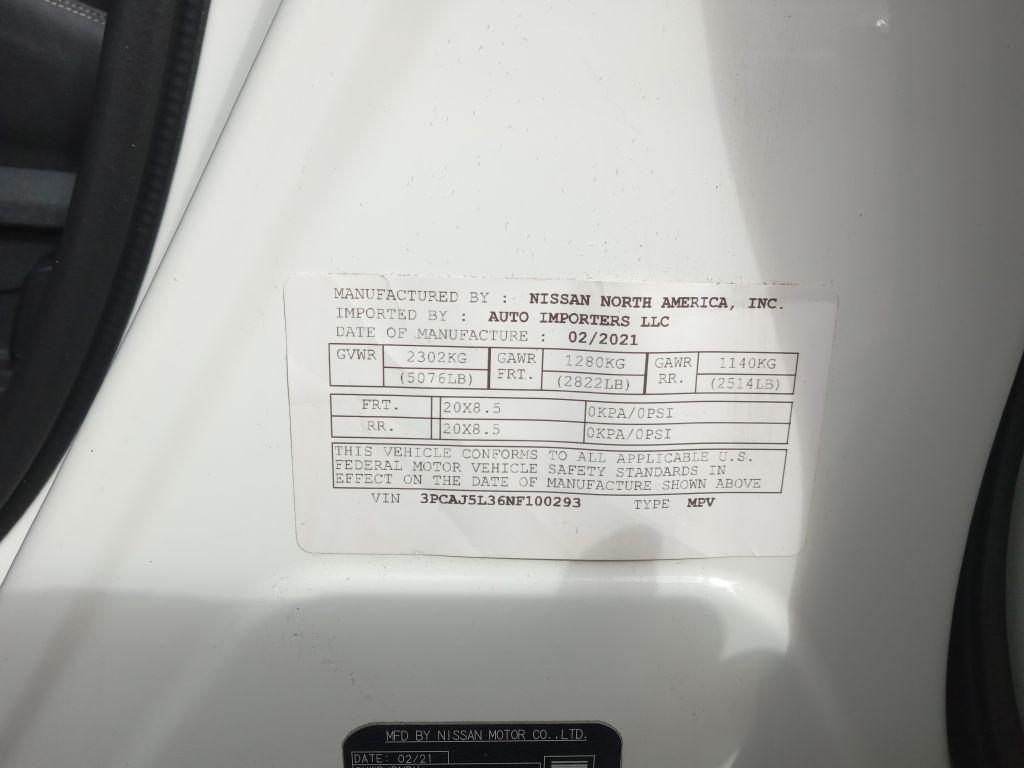 MANUFACTURED BY : NISSAN NORTH AMERICA, INC.
IMPORTED BY : AUTO IMPORTERS LLC
DATE OF MANUFACTURE : 02/2021
GVWR 2302KG GAWR 1280KG GAWR 1140KG
(5076LB) FRT. (2822LB) RR. (2514LB)
FRT. 20X8.5 0KPA/0PSI
RR. 20X8.5 0KPA/0PSI
THIS VEHICLE CONFORMS TO ALL APPLICABLE U.S.
FEDERAL MOTOR VEHICLE SAFETY STANDARDS IN
EFFECT ON THE DATE OF MANUFACTURE SHOWN ABOVE
VIN 3PCAJ5L36NF100293 TYPE MPV
MFD BY NISSAN MOTOR CO.,LTD.
DATE: 02/21